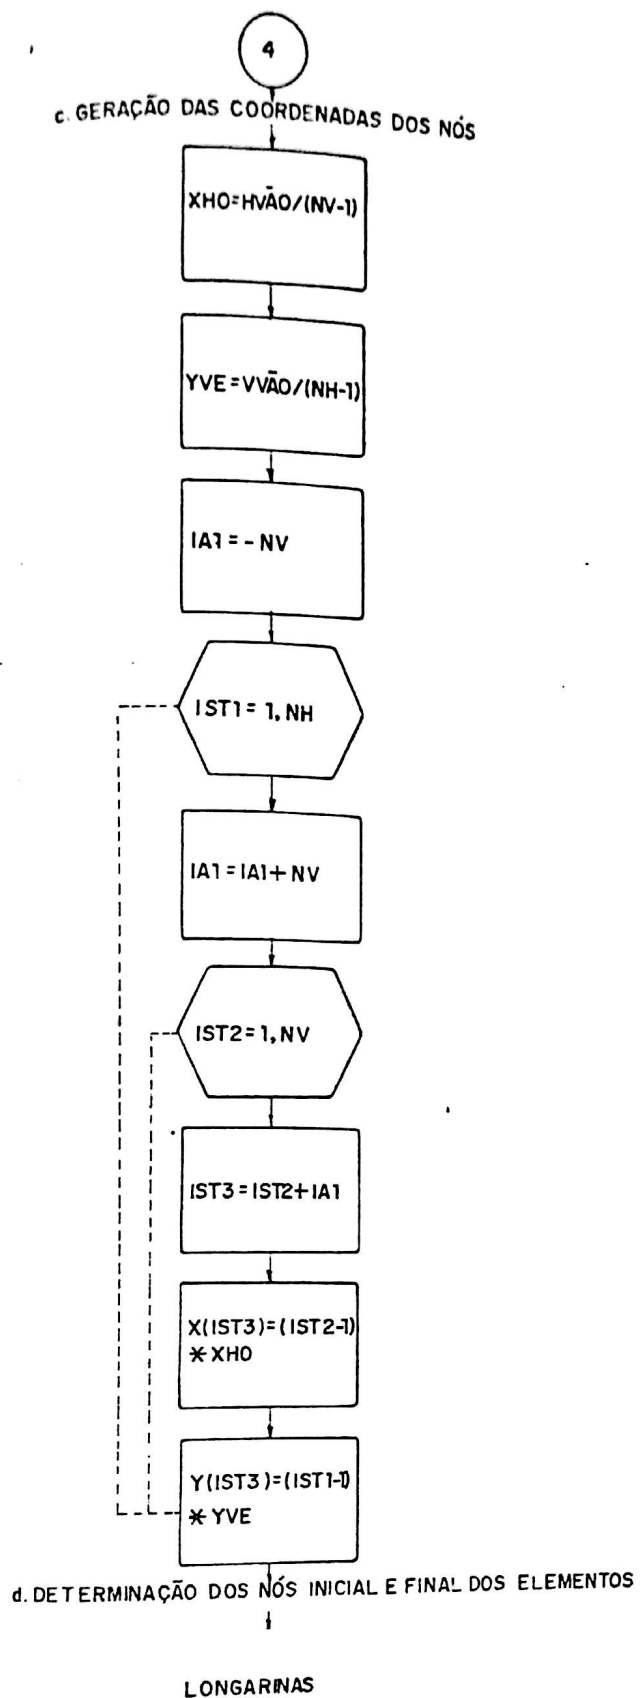 4
c. GERAÇÃO DAS COORDENADAS DOS NÓS
XHO=HVÃO/(NV-1)
YVE=VVÃO/(NH-1)
IA1=-NV
IST1=1,NH
IA1=IA1+NV
IST2=1,NV
IST3=IST2+IA1
X(IST3)=(IST2-1)
*XHO
Y(IST3)=(IST1-1)
*YVE
d. DETERMINAÇÃO DOS NÓS INICIAL E FINAL DOS ELEMENTOS
LONGARINAS